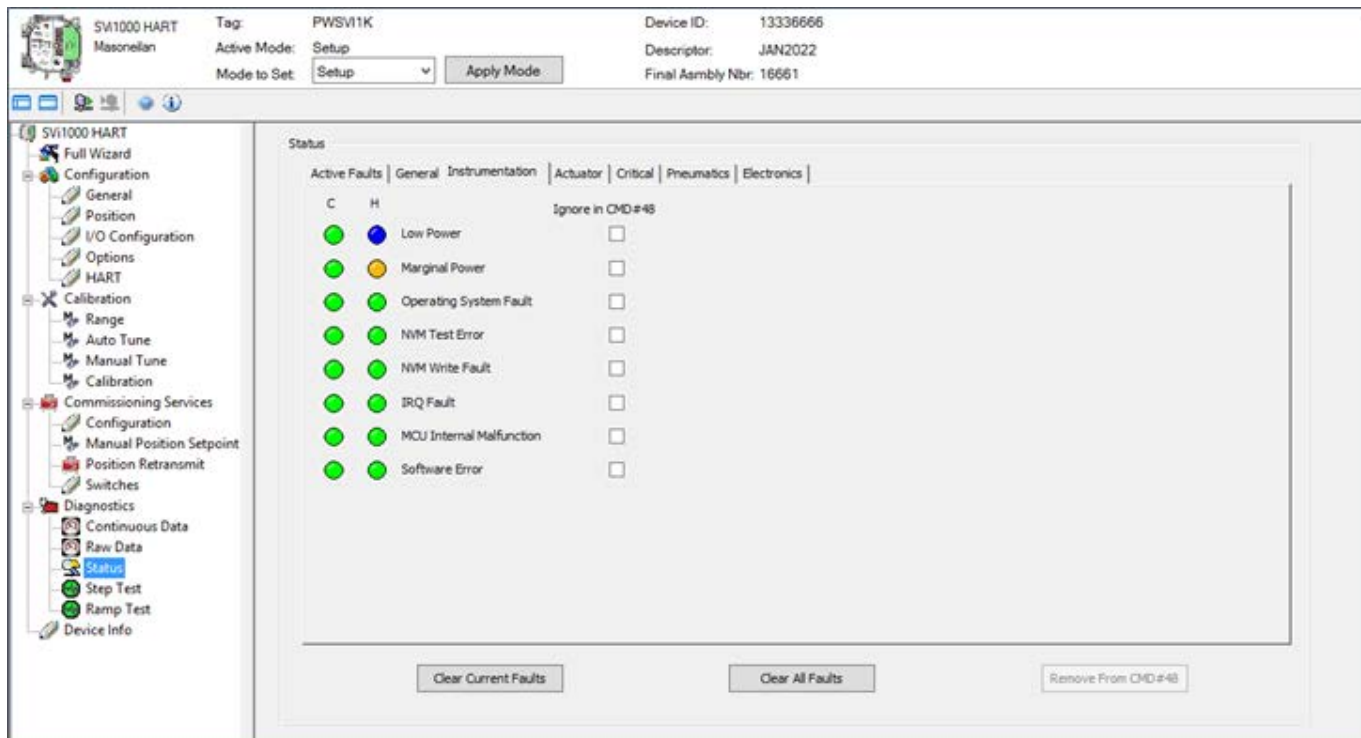 SVi1000 HART
Masoneilan
Tag: PWSVI1K
Active Mode: Setup
Mode to Set: Setup Apply Mode
Device ID: 13336666
Descriptor: JAN2022
Final Asmbly Nbr: 16661
SVi1000 HART
Full Wizard
Configuration
General
Position
I/O Configuration
Options
HART
Calibration
Range
Auto Tune
Manual Tune
Calibration
Commissioning Services
Configuration
Manual Position Setpoint
Position Retransmit
Switches
Diagnostics
Continuous Data
Raw Data
Status
Step Test
Ramp Test
Device Info
Status
Active Faults General Instrumentation Actuator Critical Pneumatics Electronics
C H Ignore in CMD#48
Low Power
Marginal Power
Operating System Fault
NVM Test Error
NVM Write Fault
IRQ Fault
MCU Internal Malfunction
Software Error
Clear Current Faults Clear All Faults Remove From CMD#48